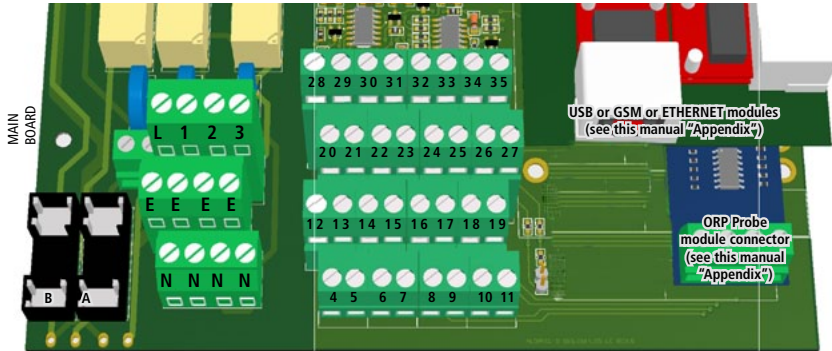 MAIN
BOARD
28 29 30 31 32 33 34 35
L 1 2 3
USB or GSM or ETHERNET modules
(see this manual “Appendix”)
20 21 22 23 24 25 26 27
E E E E
12 13 14 15 16 17 18 19
ORP Probe
module connector
(see this manual
“Appendix”)
N N N N
B A
4 5 6 7 8 9 10 11